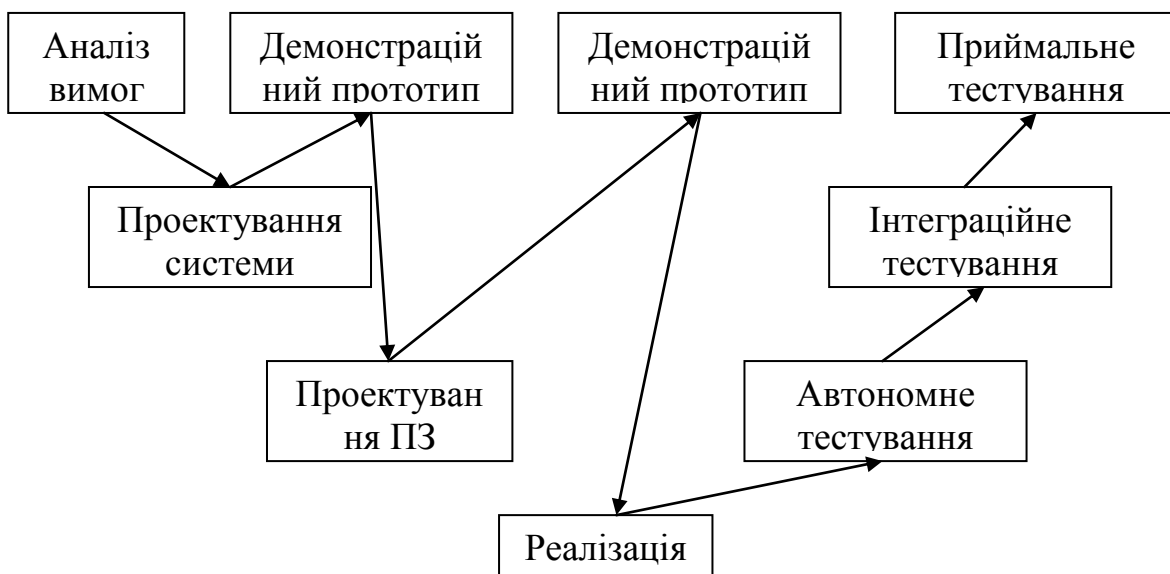 Аналіз
вимог
Демонстрацій
ний прототип
Демонстрацій
ний прототип
Приймальне
тестування
Проектування
системи
Інтеграційне
тестування
Проектуван
ня ПЗ
Автономне
тестування
Реалізація